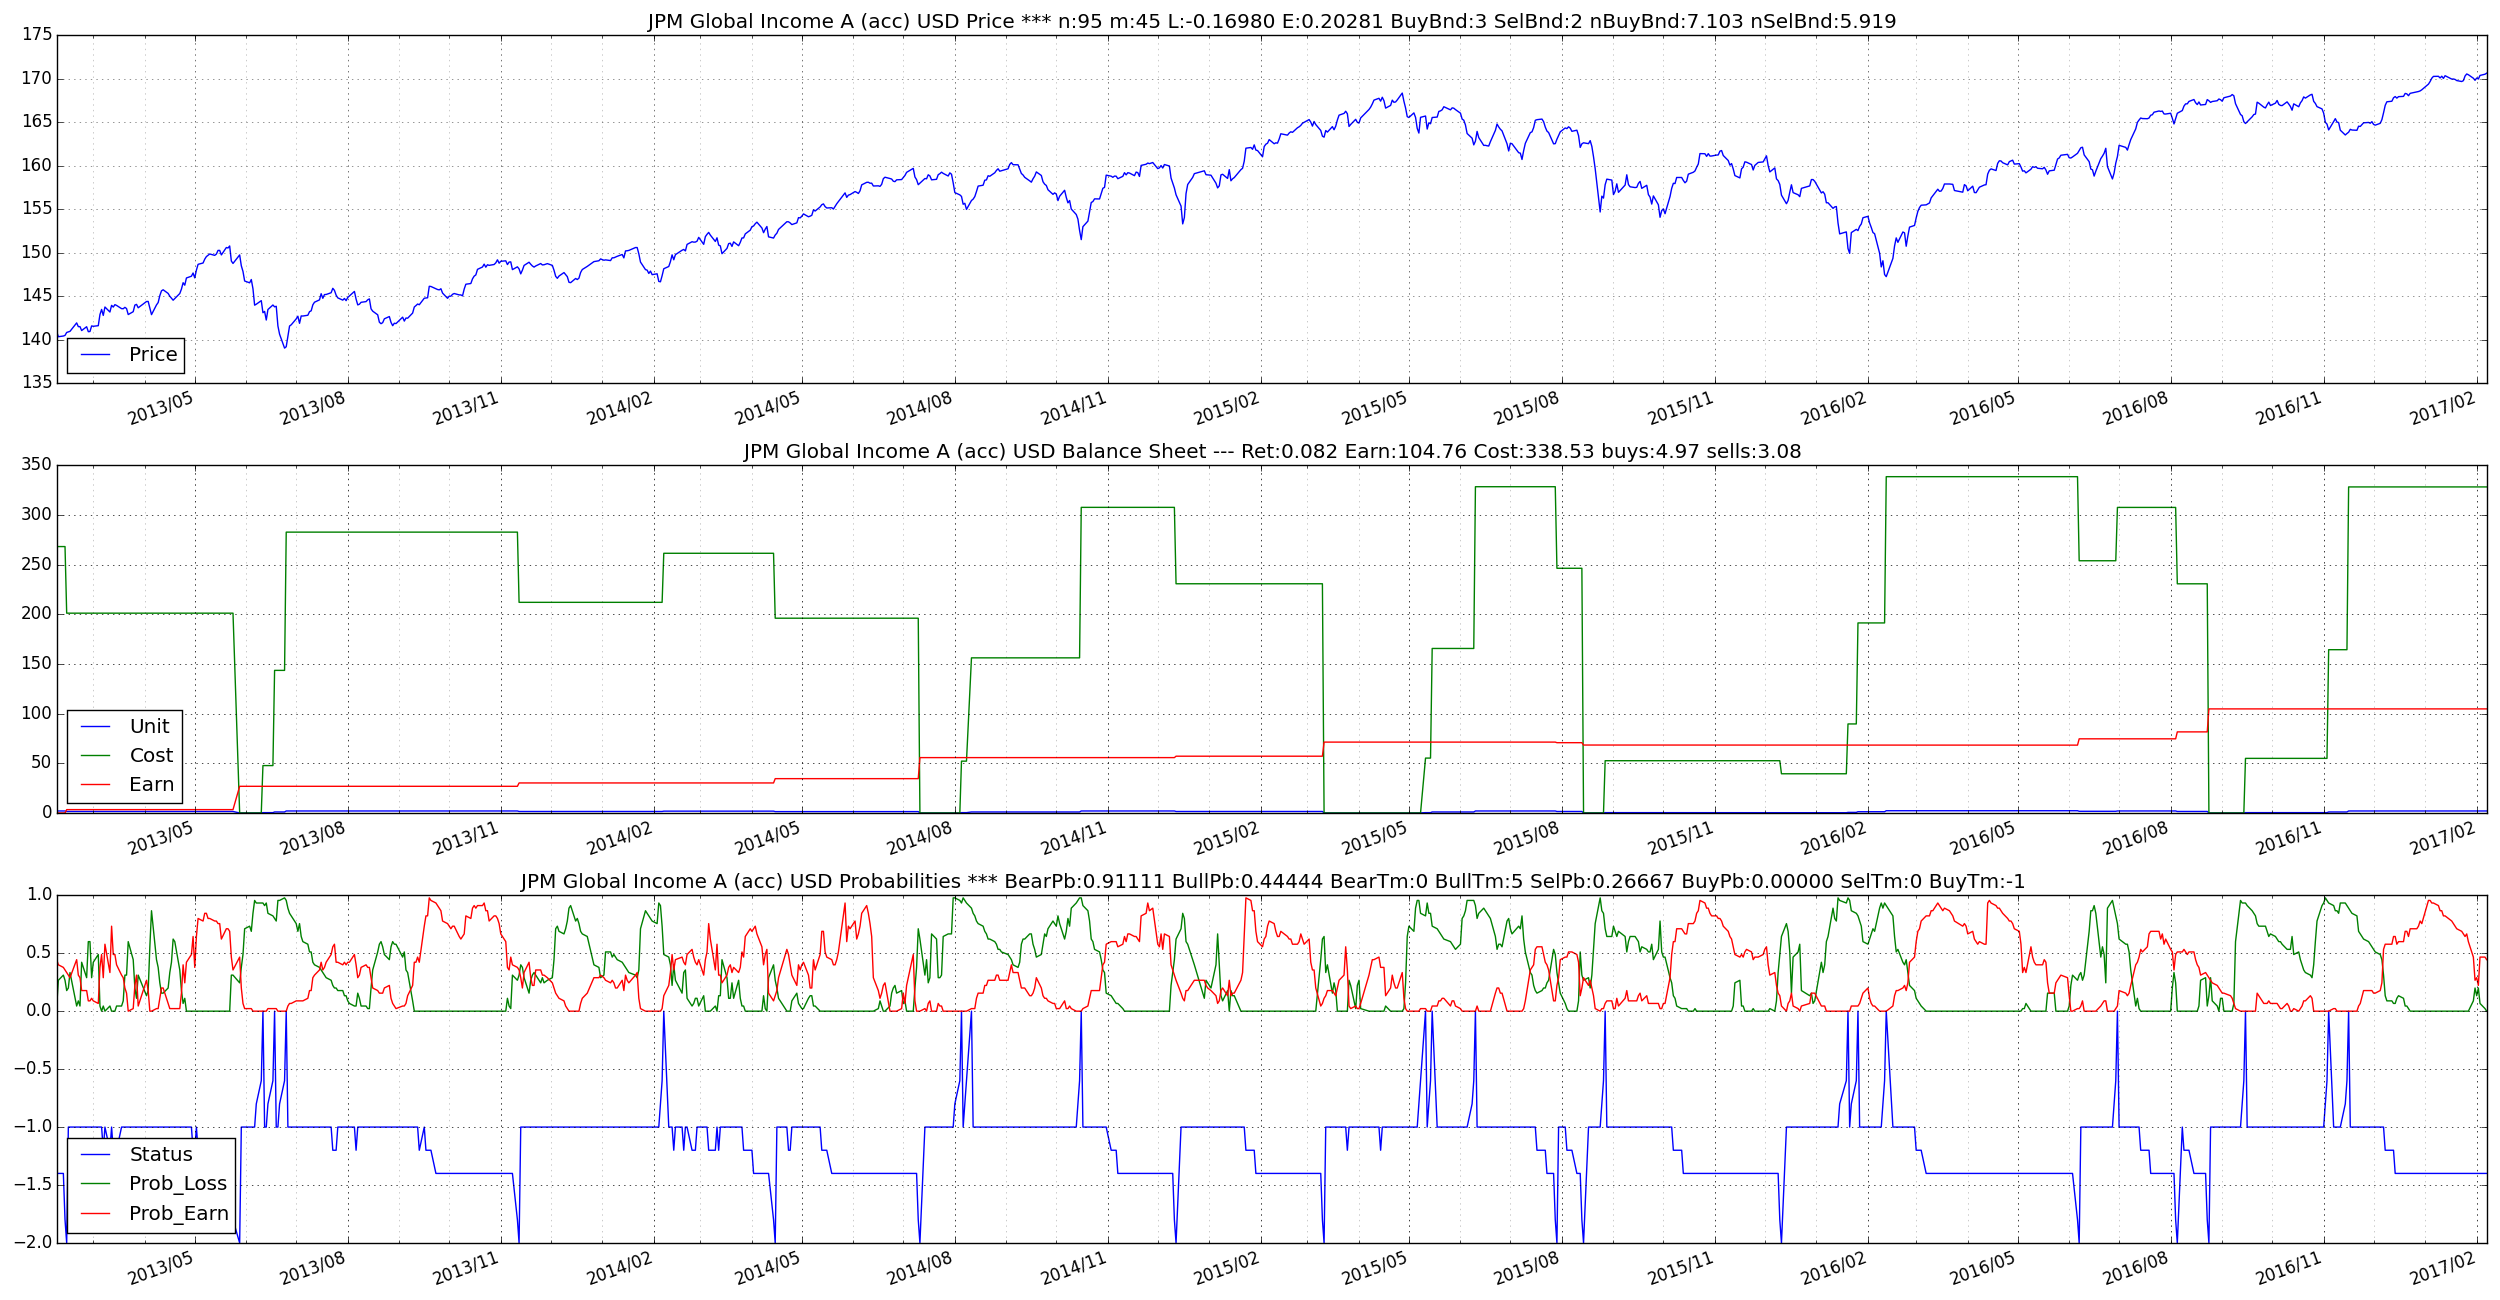 JPM Global Income A (acc) USD Price *** n:95 m:45 L:-0.16980 E:0.20281 BuyBnd:3 SelBnd:2 nBuyBnd:7.103 nSelBnd:5.919
175
170
165
160
155
150
145
140
135
Price
2013/05 2013/08 2013/11 2014/02 2014/05 2014/08 2014/11 2015/02 2015/05 2015/08 2015/11 2016/02 2016/05 2016/08 2016/11 2017/02
JPM Global Income A (acc) USD Balance Sheet --- Ret:0.082 Earn:104.76 Cost:338.53 buys:4.97 sells:3.08
350
300
250
200
150
100
50
0
Unit
Cost
Earn
2013/05 2013/08 2013/11 2014/02 2014/05 2014/08 2014/11 2015/02 2015/05 2015/08 2015/11 2016/02 2016/05 2016/08 2016/11 2017/02
JPM Global Income A (acc) USD Probabilities *** BearPb:0.91111 BullPb:0.44444 BearTm:0 BullTm:5 SelPb:0.26667 BuyPb:0.00000 SelTm:0 BuyTm:-1
1.0
0.5
0.0
−0.5
−1.0
−1.5
−2.0
Status
Prob_Loss
Prob_Earn
2013/05 2013/08 2013/11 2014/02 2014/05 2014/08 2014/11 2015/02 2015/05 2015/08 2015/11 2016/02 2016/05 2016/08 2016/11 2017/02